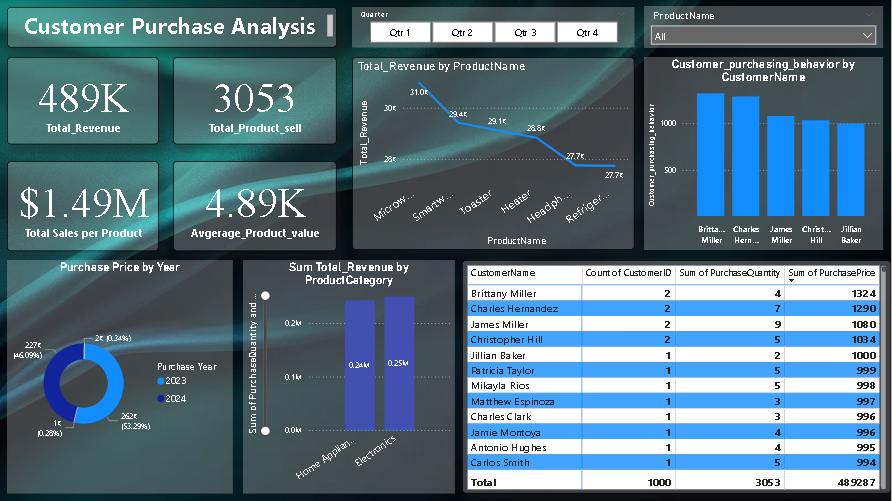 Customer Purchase Analysis
Quarter
Qtr 1
Qtr 2
Qtr 3
Qtr 4
ProductName
All
489K
Total_Revenue
3053
Total_Product_sell
$1.49M
Total Sales per Product
4.89K
Avgerage_Product_value
Total_Revenue by ProductName
Total_Revenue
30K
28K
31.0K
29.4K
29.1K
28.8K
27.7K
27.7K
Microw...
Smartw...
Toaster
Heater
Headph...
Refriger...
ProductName
Customer_purchasing_behavior by
CustomerName
Customer_purchasing_behavior
1000
500
Britta...
Miller
Charles
Hern...
James
Miller
Christ...
Hill
Jillian
Baker
Purchase Price by Year
2K (0.34%)
227K
(46.09%)
1K
(0.28%)
262K
(53.29%)
Purchase Year
2023
2024
Sum Total_Revenue by
ProductCategory
Sum of PurchaseQuantity and ...
0.2M
0.1M
0.0M
0.24M
0.25M
Home Applian...
Electronics
CustomerName Count of CustomerID Sum of PurchaseQuantity Sum of PurchasePrice
Brittany Miller 2 4 1324
Charles Hernandez 2 7 1290
James Miller 2 9 1080
Christopher Hill 2 5 1034
Jillian Baker 1 2 1000
Patricia Taylor 1 5 999
Mikayla Rios 1 5 998
Matthew Espinoza 1 3 997
Charles Clark 1 3 996
Jamie Montoya 1 4 996
Antonio Hughes 1 4 995
Carlos Smith 1 5 994
Total 1000 3053 489287